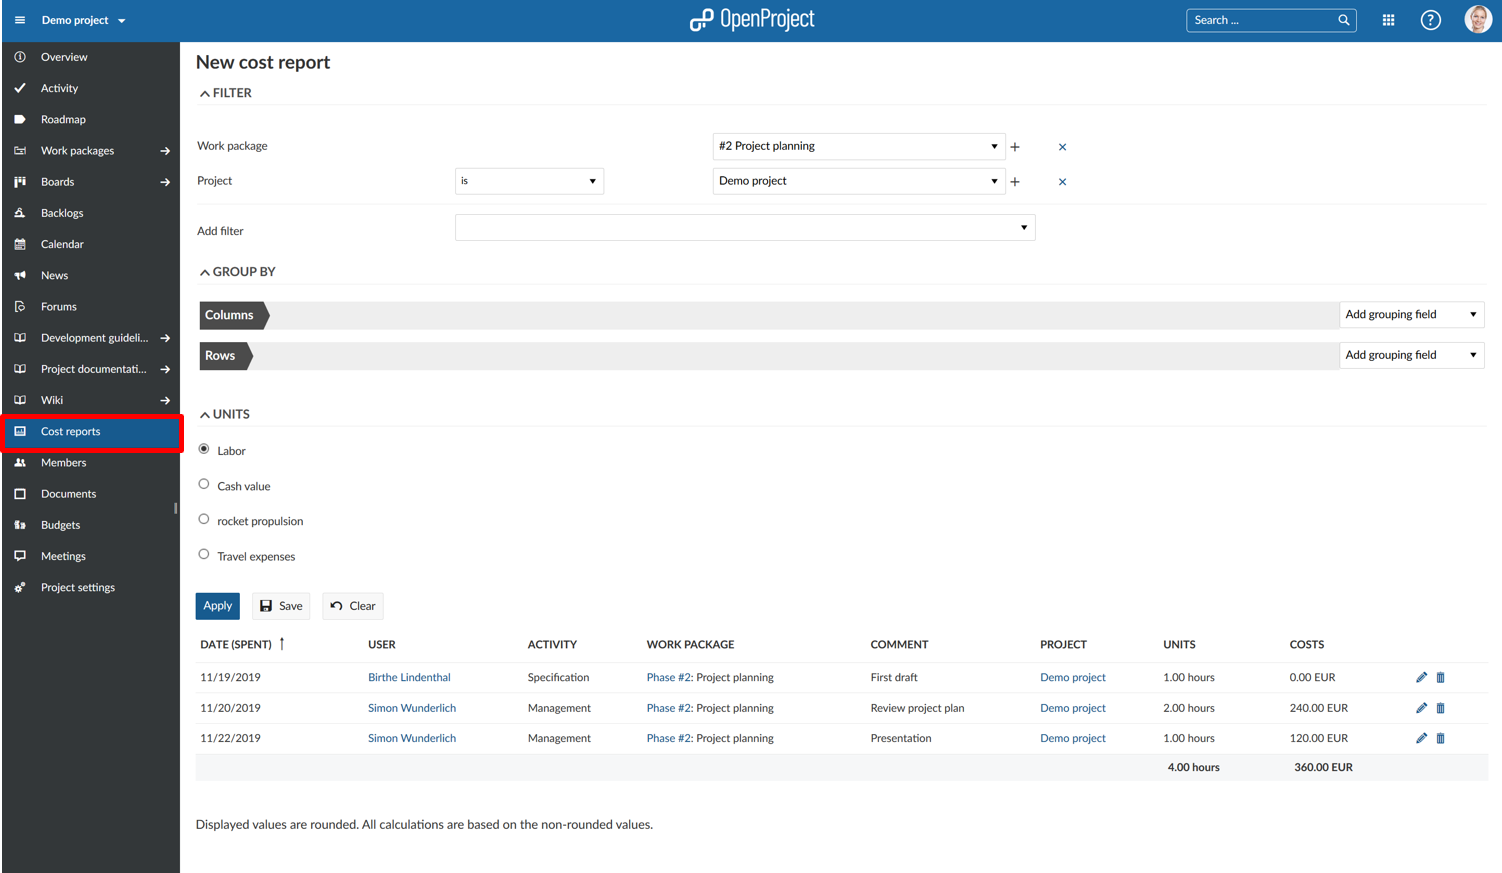 Demo project
OpenProject
Search ...
?
Overview
Activity
Roadmap
Work packages
Boards
Backlogs
Calendar
News
Forums
Development guideli...
Project documentati...
Wiki
Cost reports
Members
Documents
Budgets
Meetings
Project settings
New cost report
FILTER
Work package #2 Project planning
Project is Demo project
Add filter
GROUP BY
Columns Add grouping field
Rows Add grouping field
UNITS
Labor
Cash value
rocket propulsion
Travel expenses
Apply Save Clear
DATE (SPENT) USER ACTIVITY WORK PACKAGE COMMENT PROJECT UNITS COSTS
11/19/2019 Birthe Lindenthal Specification Phase #2: Project planning First draft Demo project 1.00 hours 0.00 EUR
11/20/2019 Simon Wunderlich Management Phase #2: Project planning Review project plan Demo project 2.00 hours 240.00 EUR
11/22/2019 Simon Wunderlich Management Phase #2: Project planning Presentation Demo project 1.00 hours 120.00 EUR
4.00 hours 360.00 EUR
Displayed values are rounded. All calculations are based on the non-rounded values.